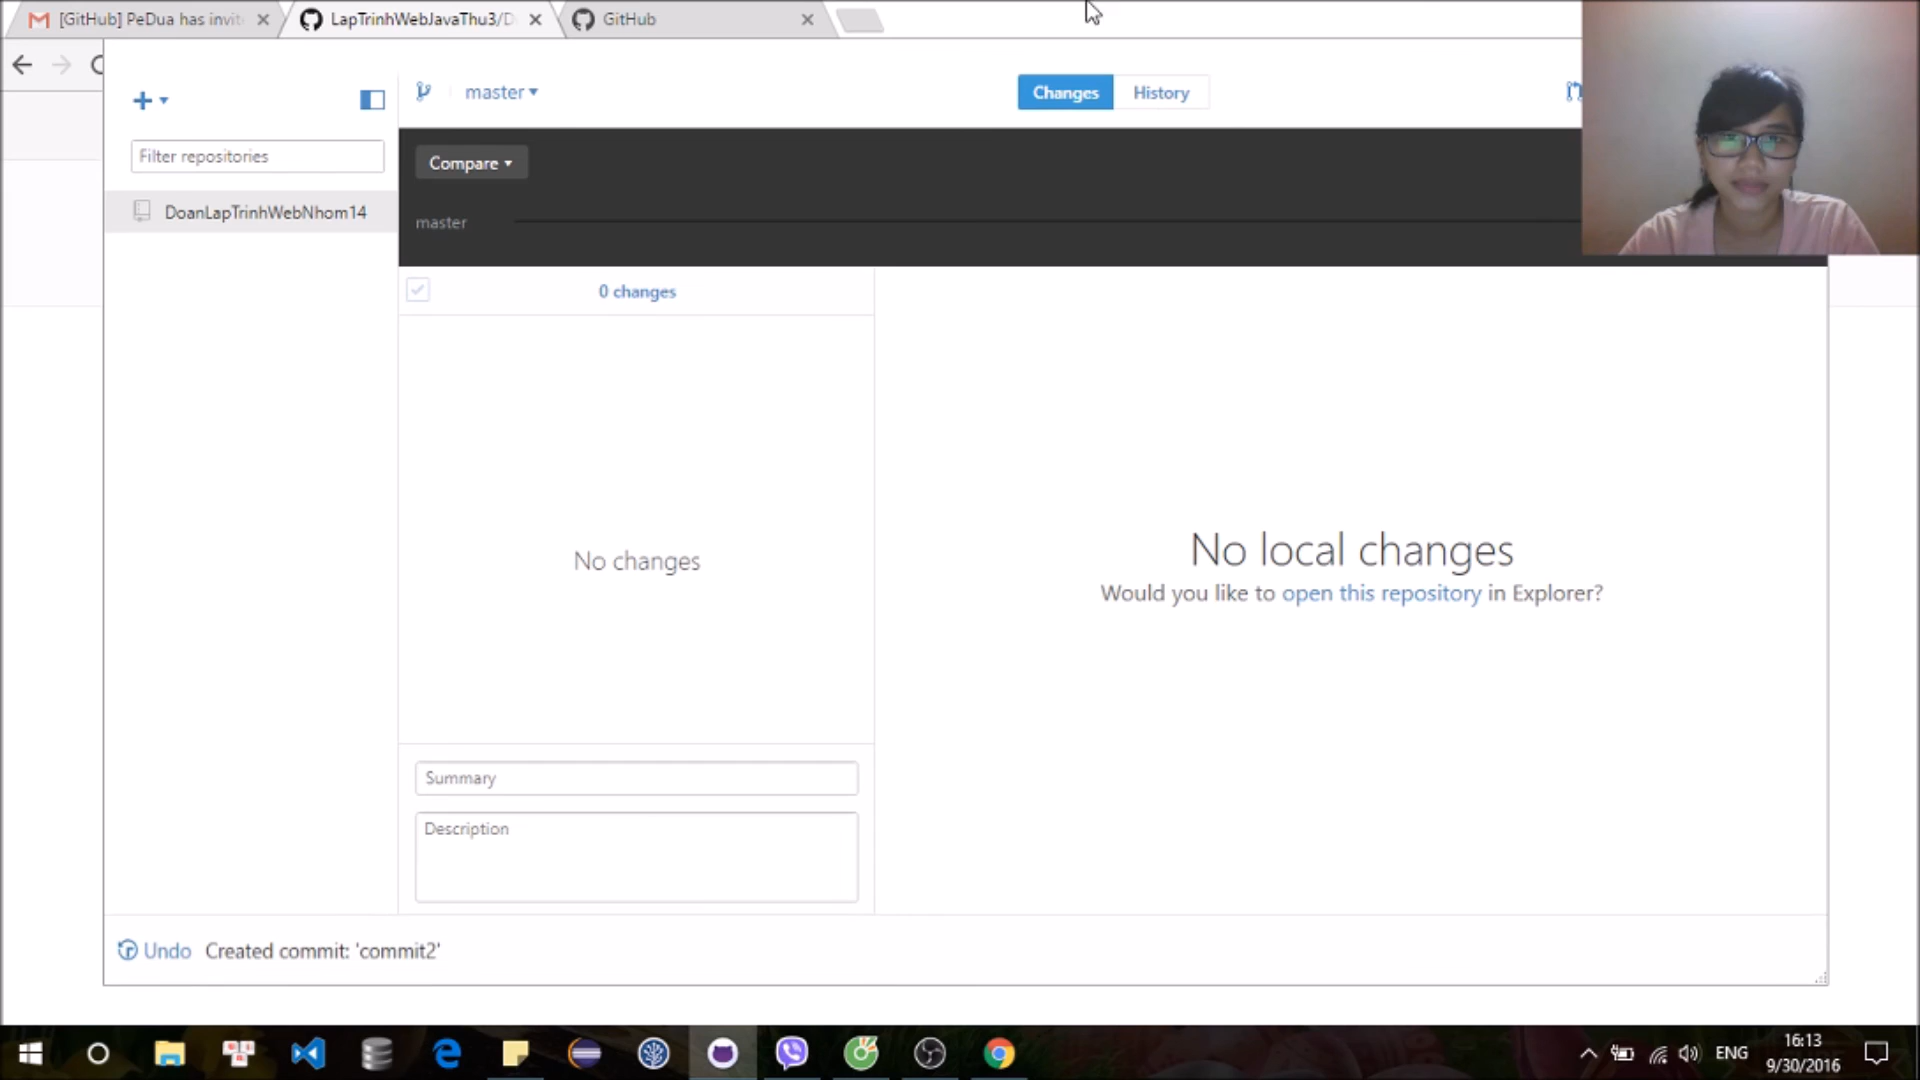 [GitHub] PeDua has invit
LapTrinhWebJavaThu3/D
GitHub
master
Changes
History
Filter repositories
Compare
DoanLapTrinhWebNhom14
master
0 changes
No changes
No local changes
Would you like to open this repository in Explorer?
Summary
Description
Undo Created commit: 'commit2'
ENG
16:13
9/30/2016